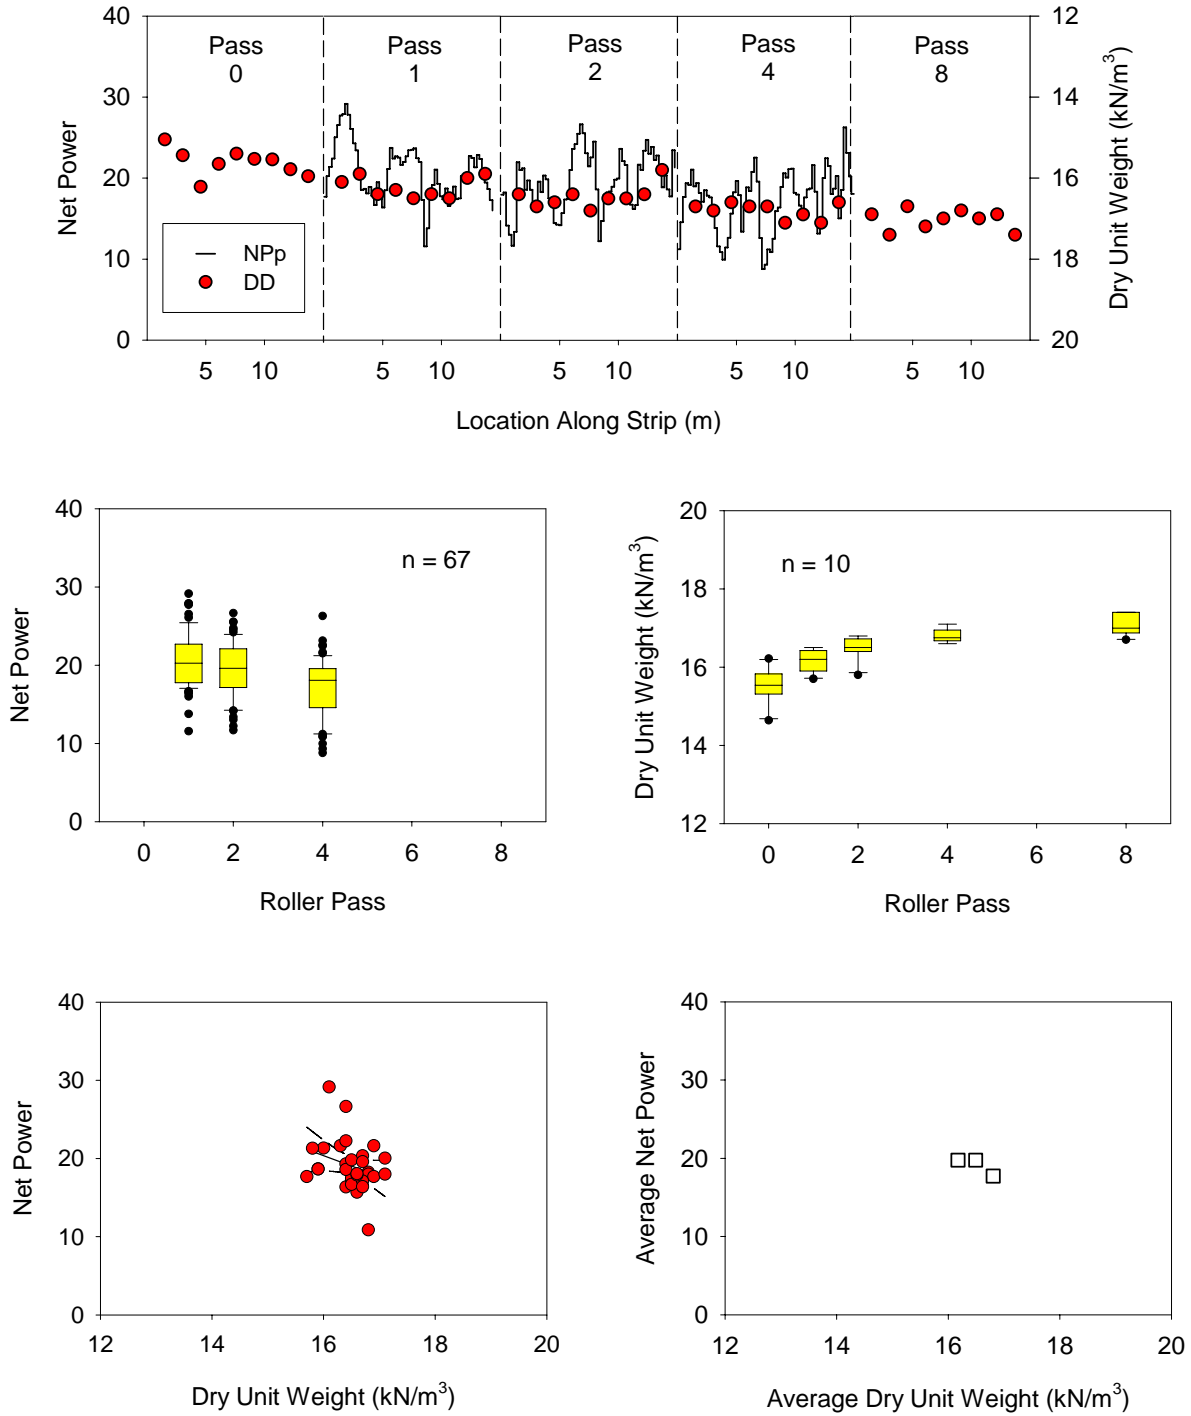 40
30
20
10
0
Net Power
Pass
0
Pass
1
Pass
2
Pass
4
Pass
8
12
14
16
18
20
Dry Unit Weight (kN/m³)
NPp
DD
5 10 5 10 5 10 5 10 5 10
Location Along Strip (m)
40
30
20
10
0
Net Power
n = 67
0 2 4 6 8
Roller Pass
20
18
16
14
12
Dry Unit Weight (kN/m³)
n = 10
0 2 4 6 8
Roller Pass
40
30
20
10
0
Net Power
12 14 16 18 20
Dry Unit Weight (kN/m³)
40
30
20
10
0
Average Net Power
12 14 16 18 20
Average Dry Unit Weight (kN/m³)